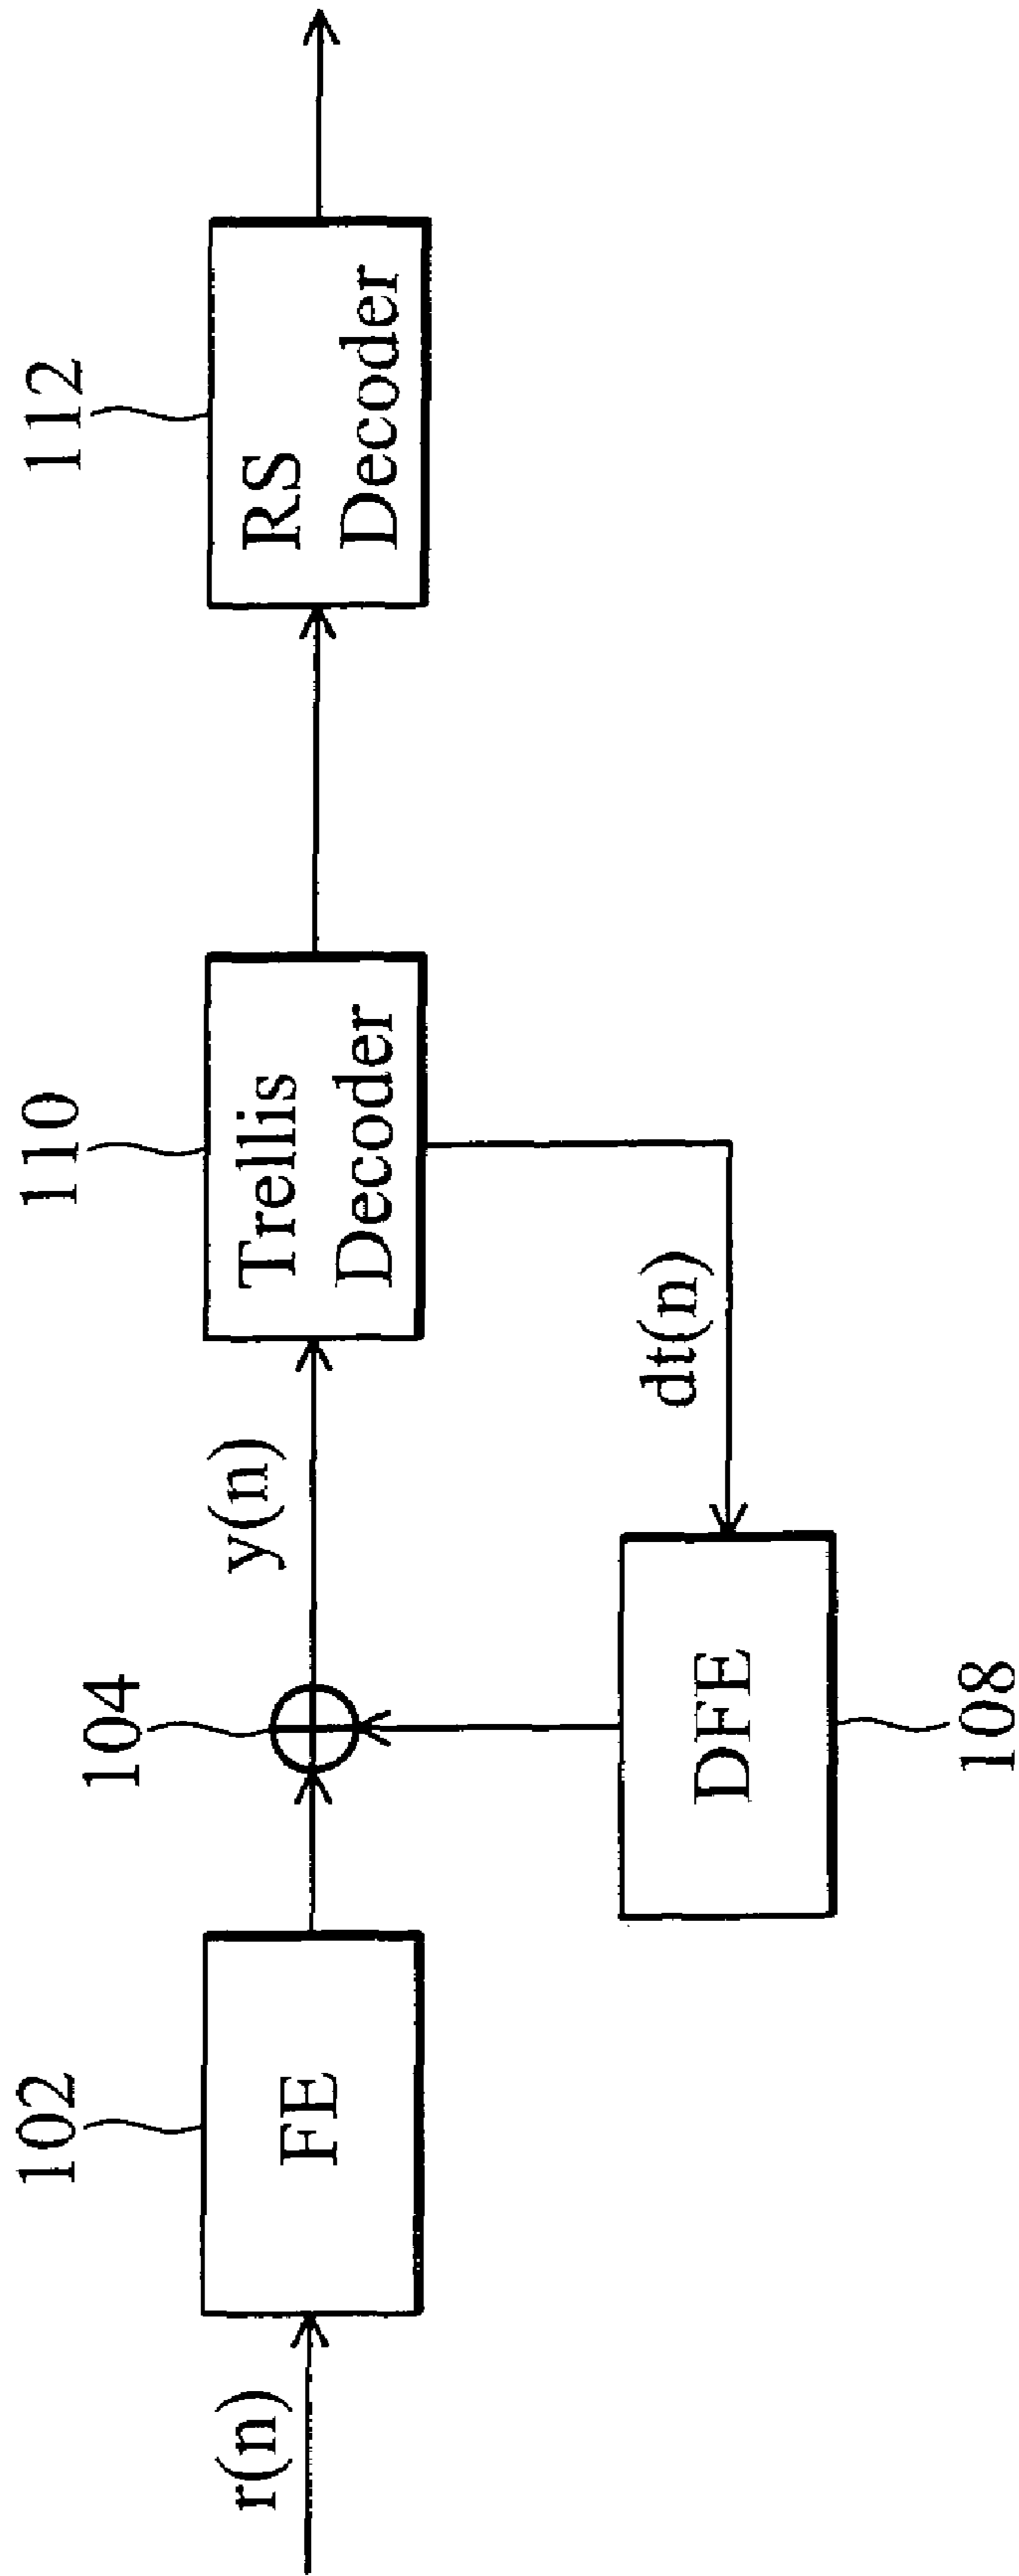 r(n)
102
FE
104
y(n)
110
Trellis
Decoder
112
RS
Decoder
dt(n)
DFE
108